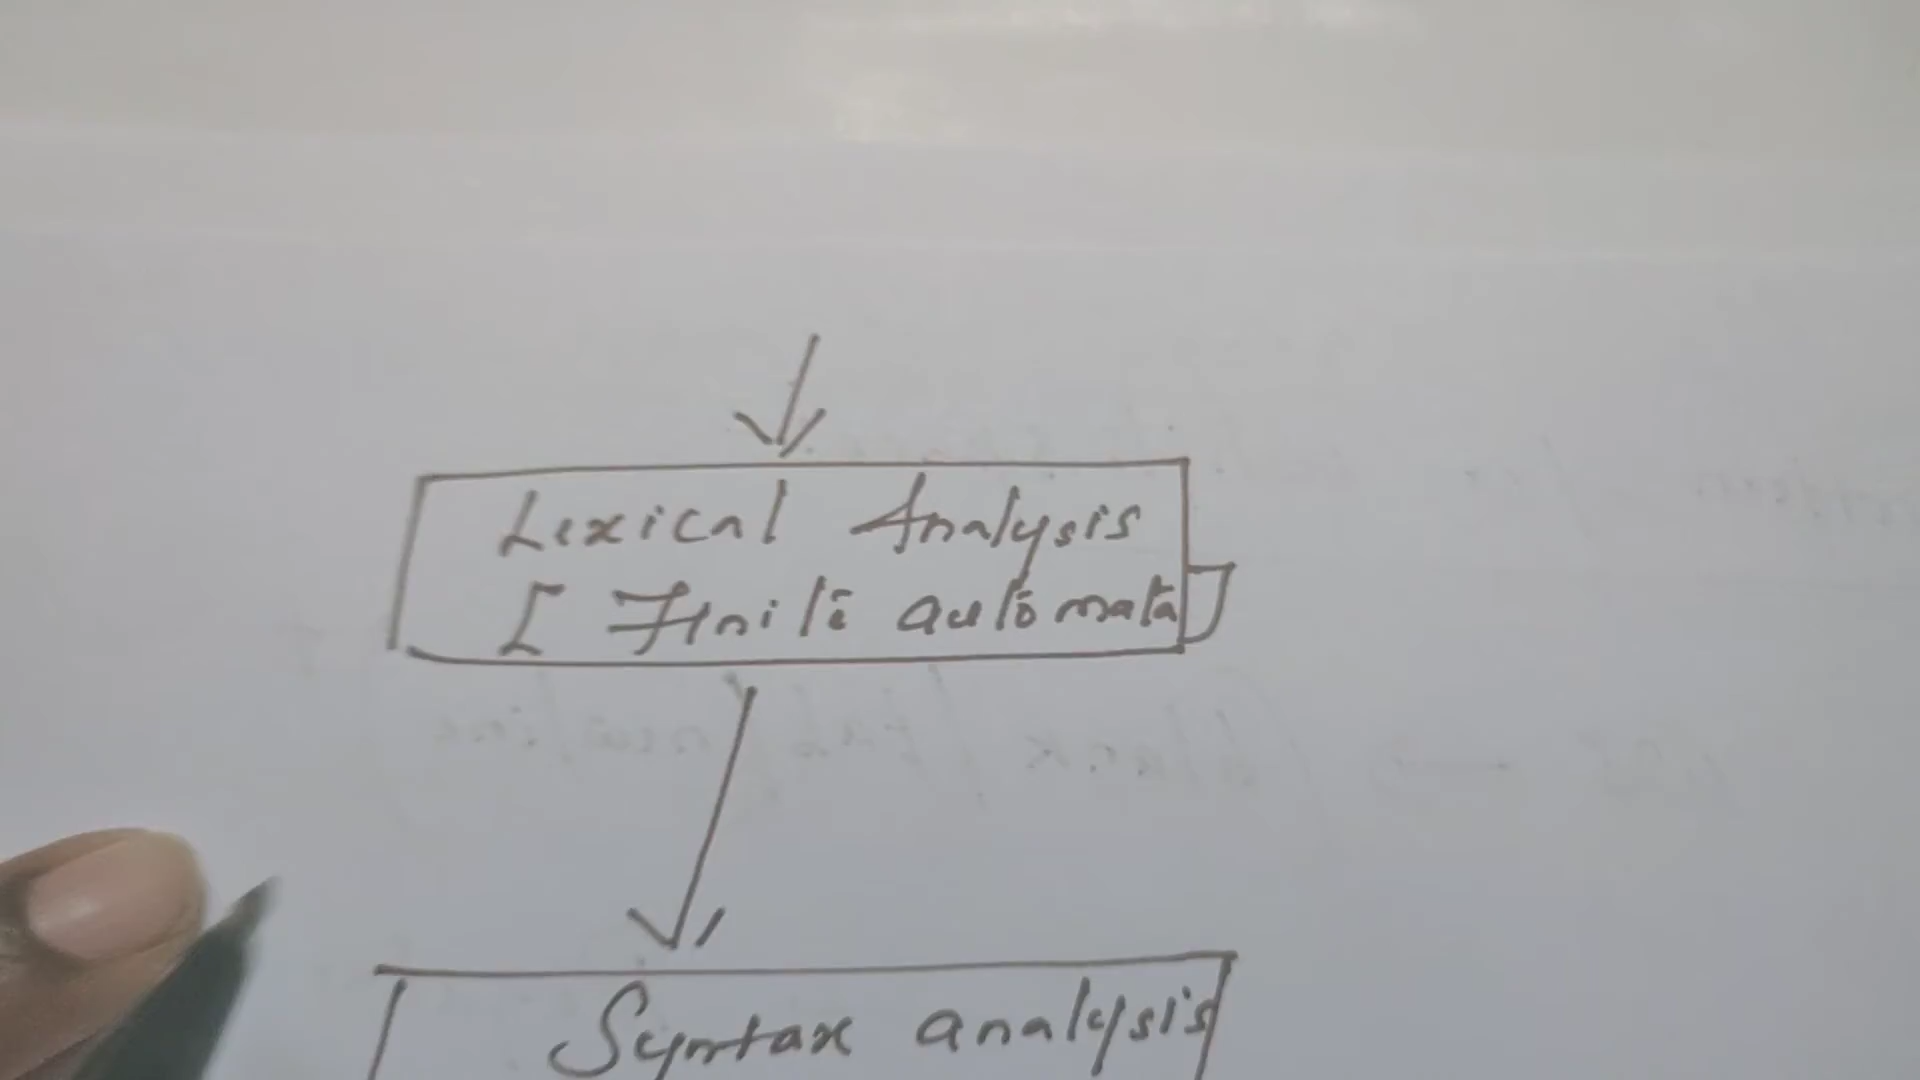 Lexical Analysis
[ Finite automata ]
Syntax analysis